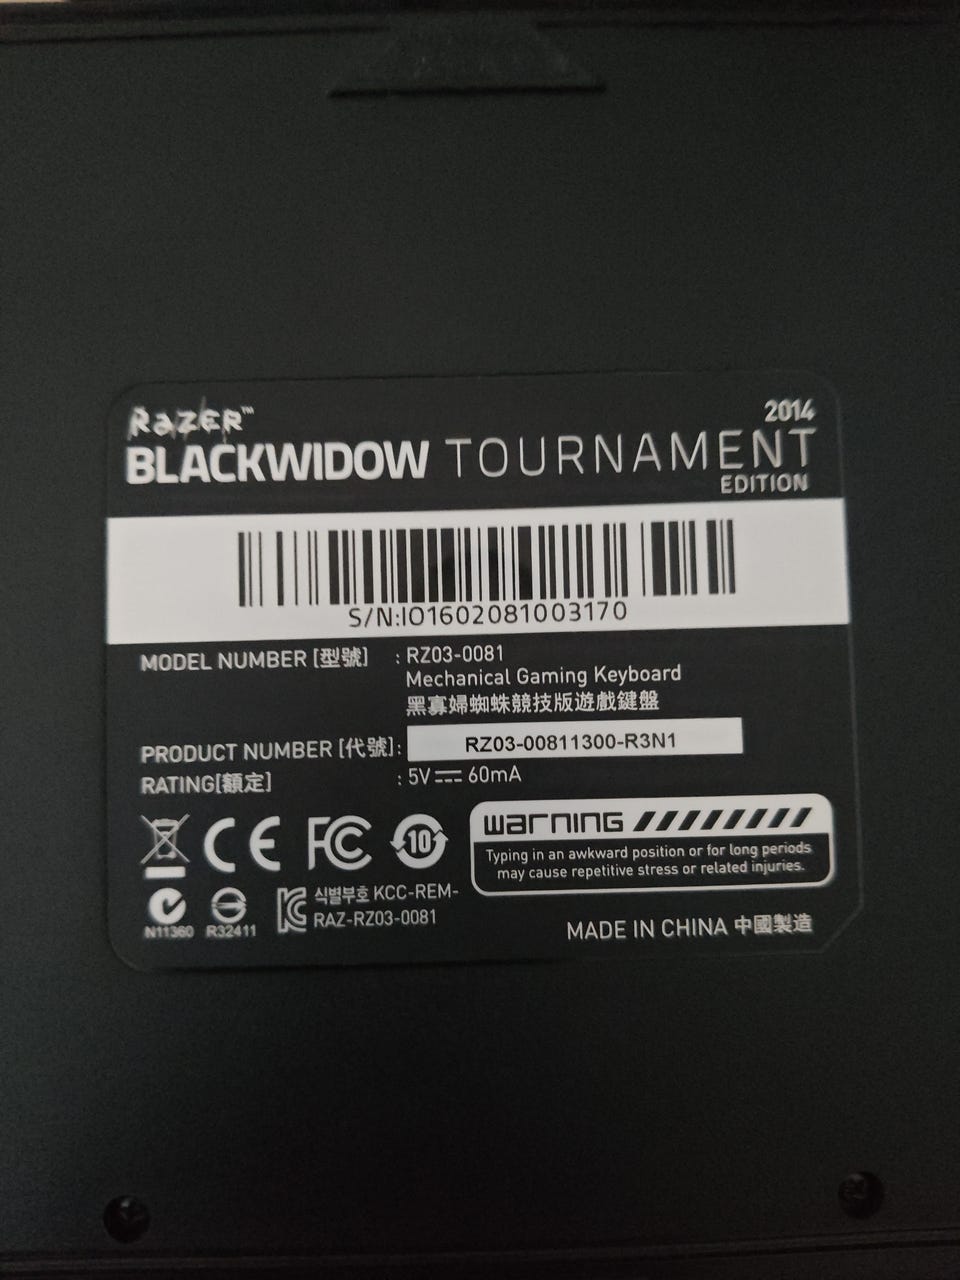 RAZER™
2014
BLACKWIDOW TOURNAMENT
EDITION
S/N:IO1602081003170
MODEL NUMBER [型號] : RZ03-0081
Mechanical Gaming Keyboard
黑寡婦蜘蛛競技版遊戲鍵盤
PRODUCT NUMBER [代號]: RZ03-00811300-R3N1
RATING[額定] : 5V⎓60mA
CE FC 10
warning
Typing in an awkward position or for long periods
may cause repetitive stress or related injuries.
식별부호 KCC-REM-
RAZ-RZ03-0081
N11360 R32411
MADE IN CHINA 中國製造